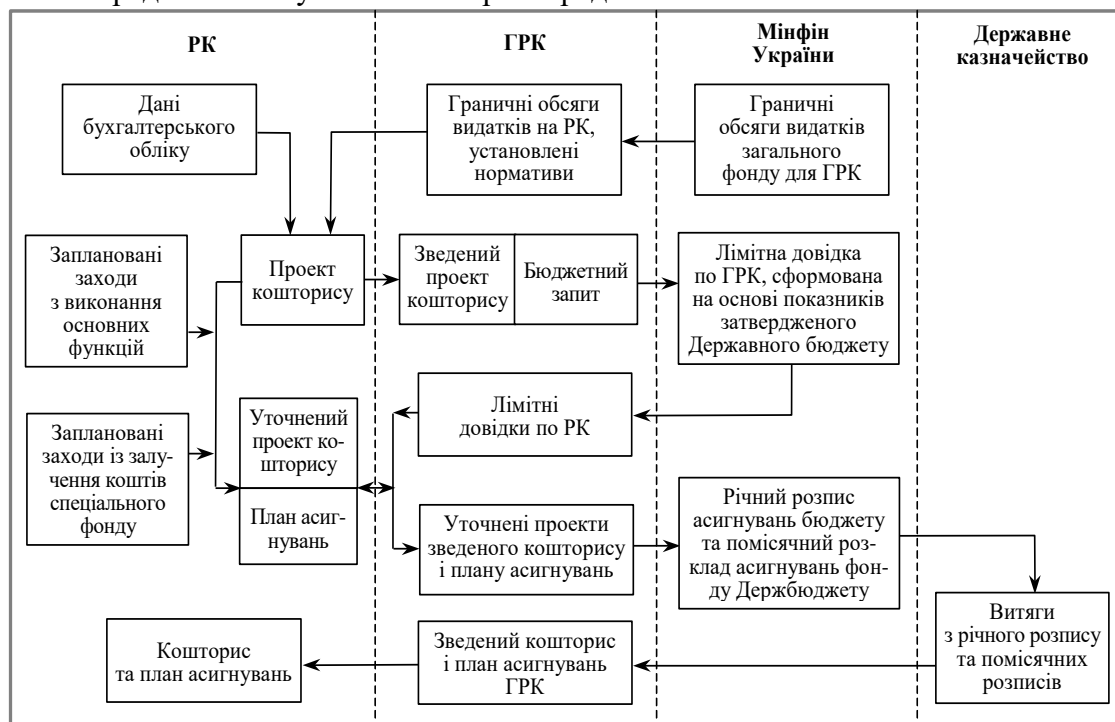 РК
ГРК
Мінфін
України
Державне
казначейство
Дані
бухгалтерського
обліку
Граничні обсяги
видатків на РК,
установлені
нормативи
Граничні
обсяги видатків
загального
фонду для ГРК
Заплановані
заходи
з виконання
основних
функцій
Проект
кошторису
Зведений
проект
кошторису
Бюджетний
запит
Лімітна довідка
по ГРК, сформована
на основі показників
затвердженого
Державного бюджету
Заплановані
заходи із залу-
чення коштів
спеціального
фонду
Уточнений
проект ко-
шторису
План асиг-
нувань
Лімітні
довідки по РК
Уточнені проекти
зведеного кошторису
і плану асигнувань
Річний розпис
асигнувань бюджету
та помісячний роз-
клад асигнувань фон-
ду Держбюджету
Кошторис
та план асигнувань
Зведений кошторис
і план асигнувань
ГРК
Витяги
з річного розпису
та помісячних
розписів